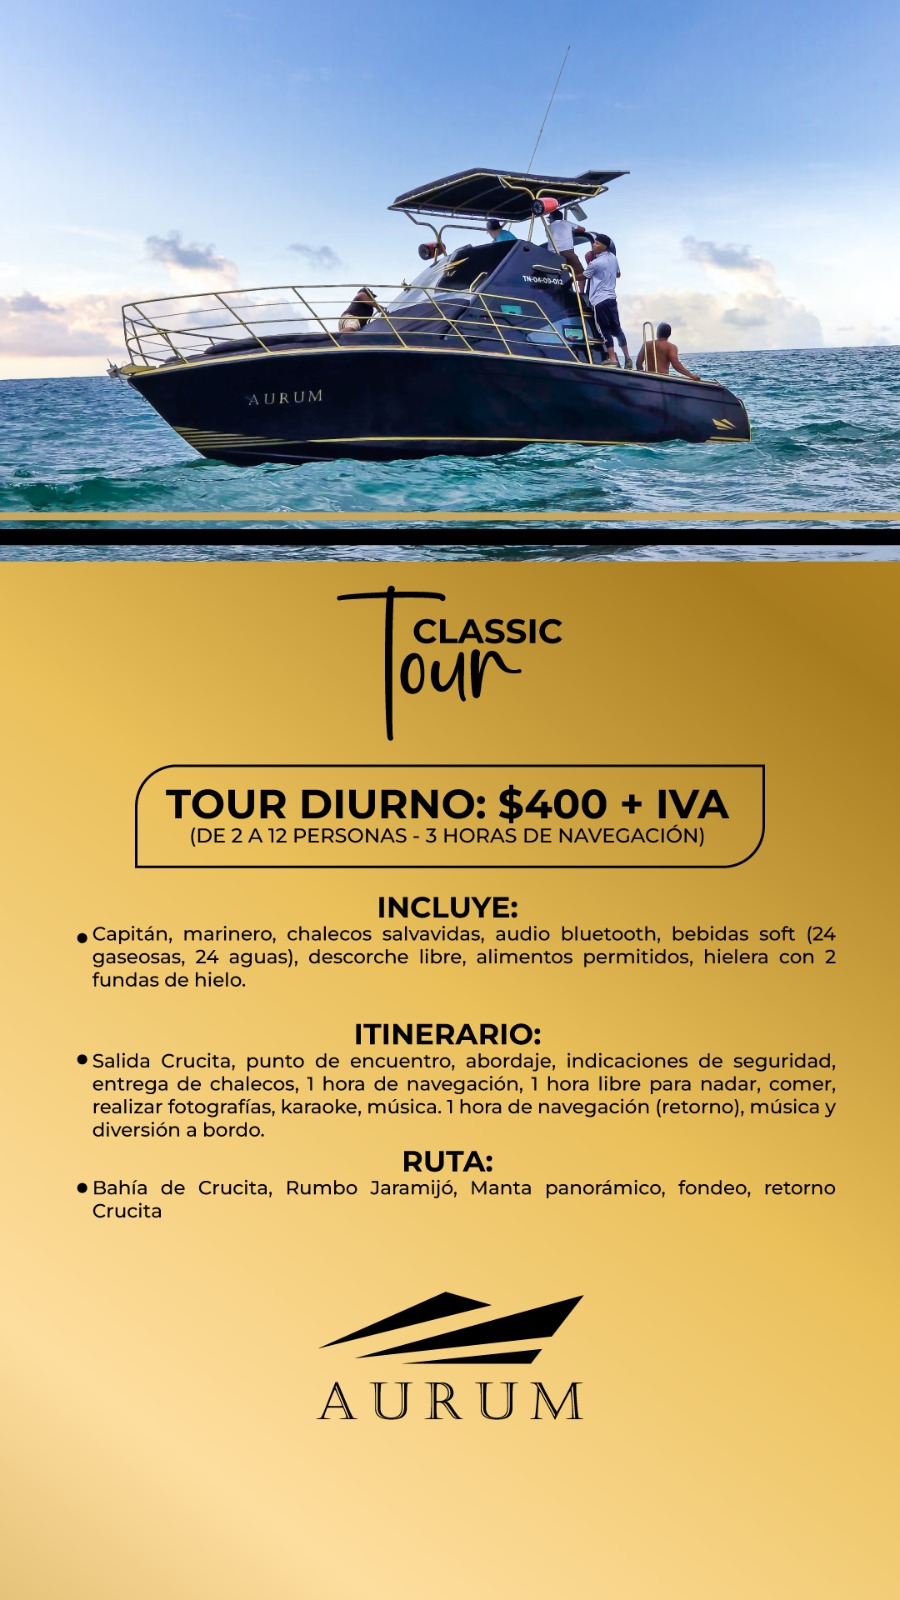 TN-04-03-012
AURUM
Tour
CLASSIC
TOUR DIURNO: $400 + IVA
(DE 2 A 12 PERSONAS - 3 HORAS DE NAVEGACIÓN)
INCLUYE:
• Capitán, marinero, chalecos salvavidas, audio bluetooth, bebidas soft (24
gaseosas, 24 aguas), descorche libre, alimentos permitidos, hielera con 2
fundas de hielo.
ITINERARIO:
• Salida Crucita, punto de encuentro, abordaje, indicaciones de seguridad,
entrega de chalecos, 1 hora de navegación, 1 hora libre para nadar, comer,
realizar fotografías, karaoke, música. 1 hora de navegación (retorno), música y
diversión a bordo.
RUTA:
• Bahía de Crucita, Rumbo Jaramijó, Manta panorámico, fondeo, retorno
Crucita
AURUM